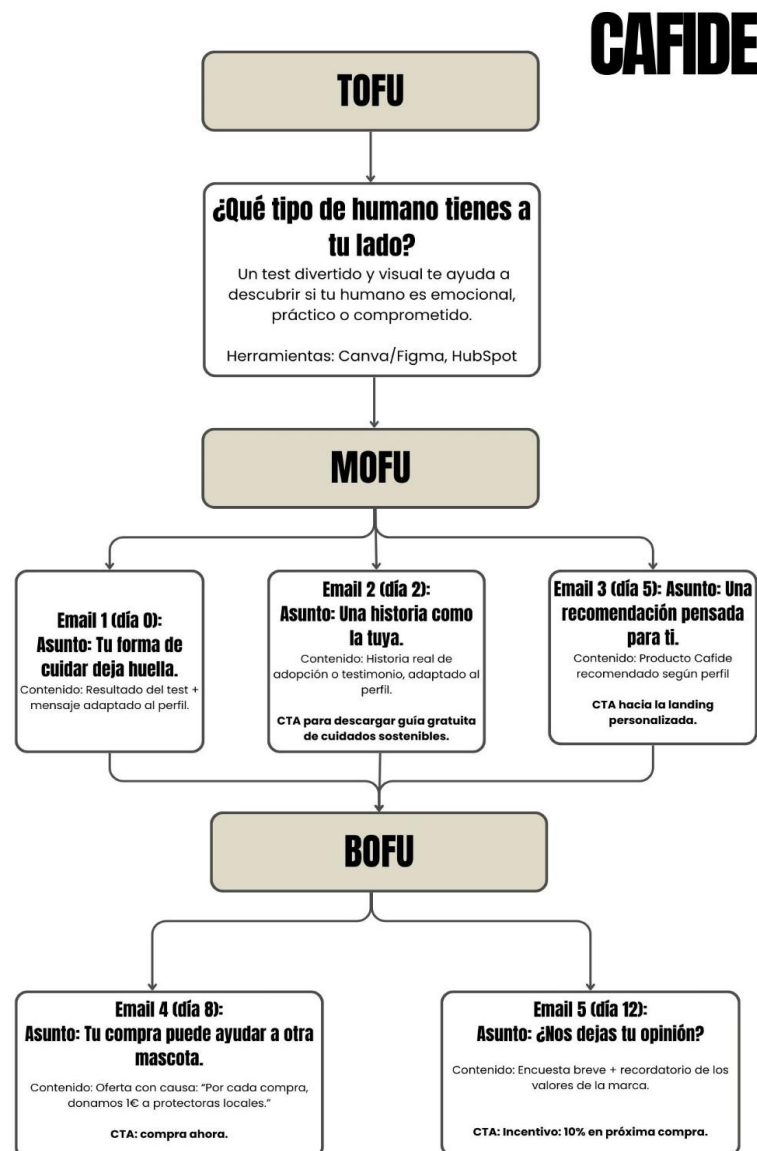 CAFIDE
TOFU
¿Qué tipo de humano tienes a
tu lado?
Un test divertido y visual te ayuda a
descubrir si tu humano es emocional,
práctico o comprometido.
Herramientas: Canva/Figma, HubSpot
MOFU
Email 1 (día 0):
Asunto: Tu forma de
cuidar deja huella.
Contenido: Resultado del test +
mensaje adaptado al perfil.
Email 2 (día 2):
Asunto: Una historia como
la tuya.
Contenido: Historia real de
adopción o testimonio, adaptado al
perfil.
CTA para descargar guía gratuita
de cuidados sostenibles.
Email 3 (día 5): Asunto: Una
recomendación pensada
para ti.
Contenido: Producto Cafide
recomendado según perfil
CTA hacia la landing
personalizada.
BOFU
Email 4 (día 8):
Asunto: Tu compra puede ayudar a otra
mascota.
Contenido: Oferta con causa: “Por cada compra,
donamos 1€ a protectoras locales.”
CTA: compra ahora.
Email 5 (día 12):
Asunto: ¿Nos dejas tu opinión?
Contenido: Encuesta breve + recordatorio de los
valores de la marca.
CTA: Incentivo: 10% en próxima compra.